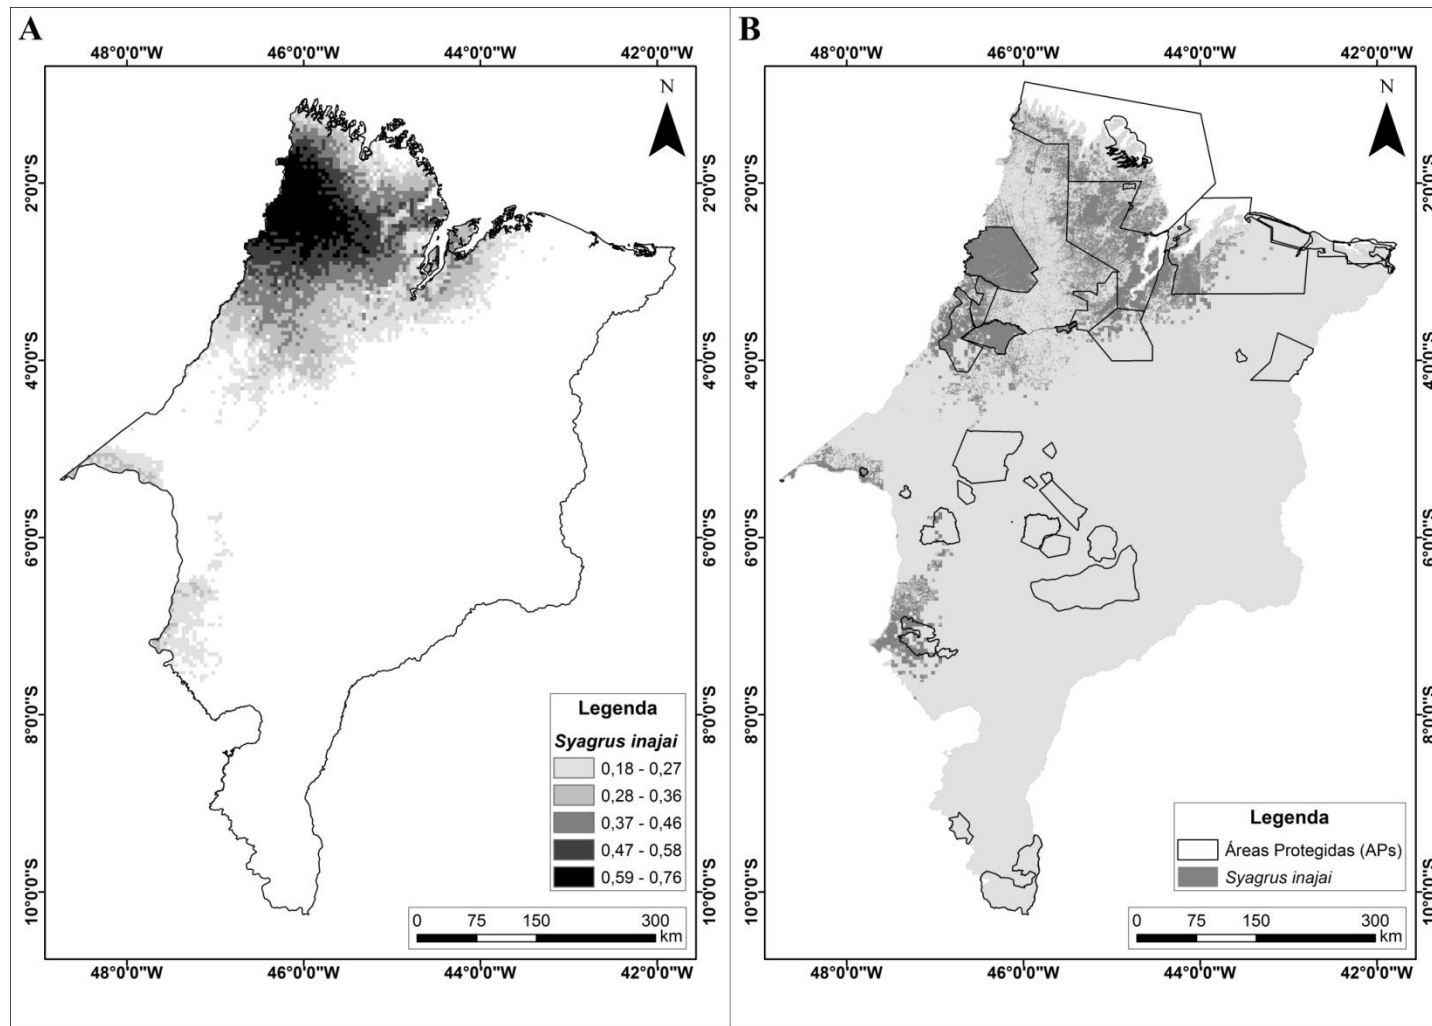 A
48°0'0"W 46°0'0"W 44°0'0"W 42°0'0"W
N
2°0'0"S
4°0'0"S
6°0'0"S
8°0'0"S
10°0'0"S
2°0'0"S
4°0'0"S
6°0'0"S
8°0'0"S
10°0'0"S
Legenda
Syagrus inajai
0,18 - 0,27
0,28 - 0,36
0,37 - 0,46
0,47 - 0,58
0,59 - 0,76
0 75 150 300
km
48°0'0"W 46°0'0"W 44°0'0"W 42°0'0"W
B
48°0'0"W 46°0'0"W 44°0'0"W 42°0'0"W
N
2°0'0"S
4°0'0"S
6°0'0"S
8°0'0"S
10°0'0"S
2°0'0"S
4°0'0"S
6°0'0"S
8°0'0"S
10°0'0"S
Legenda
Áreas Protegidas (APs)
Syagrus inajai
0 75 150 300
km
48°0'0"W 46°0'0"W 44°0'0"W 42°0'0"W